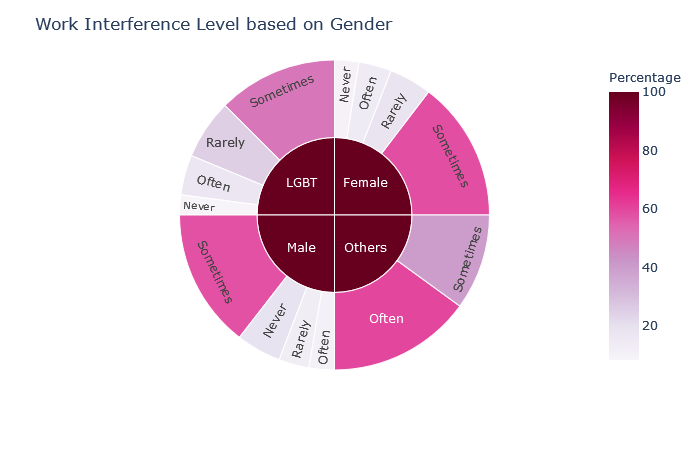 Work Interference Level based on Gender
Percentage
100
80
60
40
20
Never
Often
Rarely
Sometimes
Sometimes
Rarely
Often
Never
LGBT
Female
Male
Others
Sometimes
Never
Rarely
Often
Often
Sometimes